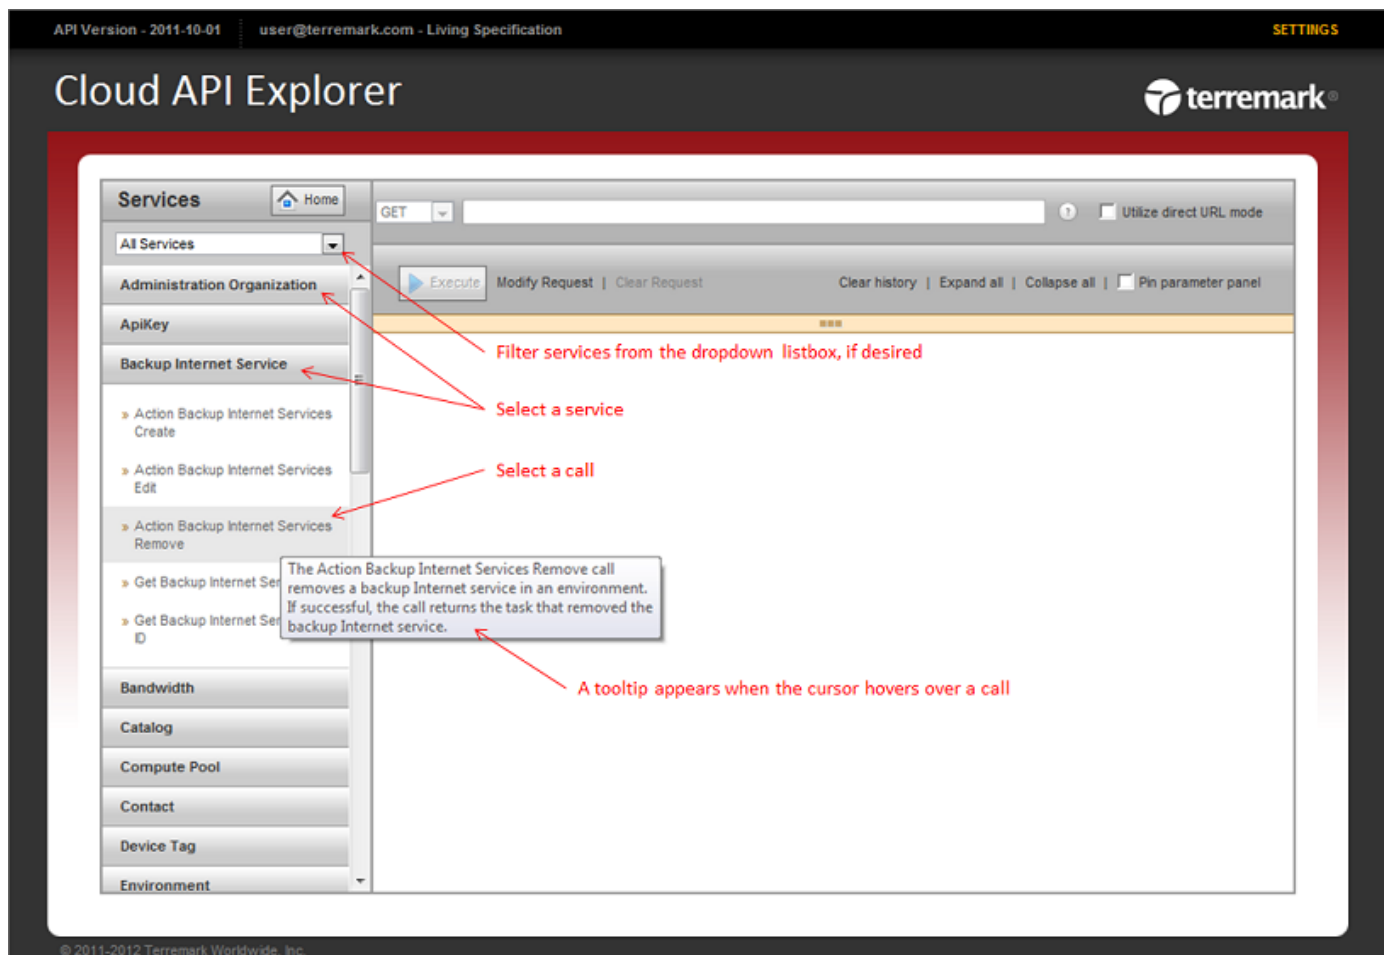 API Version - 2011-10-01 user@terremark.com - Living Specification SETTINGS
Cloud API Explorer
terremark®
Services Home
GET ? Utilize direct URL mode
All Services
Execute Modify Request | Clear Request Clear history | Expand all | Collapse all | Pin parameter panel
Administration Organization
ApiKey
Backup Internet Service
Filter services from the dropdown listbox, if desired
Select a service
» Action Backup Internet Services
Create
» Action Backup Internet Services
Edit
Select a call
» Action Backup Internet Services
Remove
» Get Backup Internet Ser
» Get Backup Internet Ser
ID
The Action Backup Internet Services Remove call
removes a backup Internet service in an environment.
If successful, the call returns the task that removed the
backup Internet service.
A tooltip appears when the cursor hovers over a call
Bandwidth
Catalog
Compute Pool
Contact
Device Tag
Environment
© 2011-2012 Terremark Worldwide, Inc.